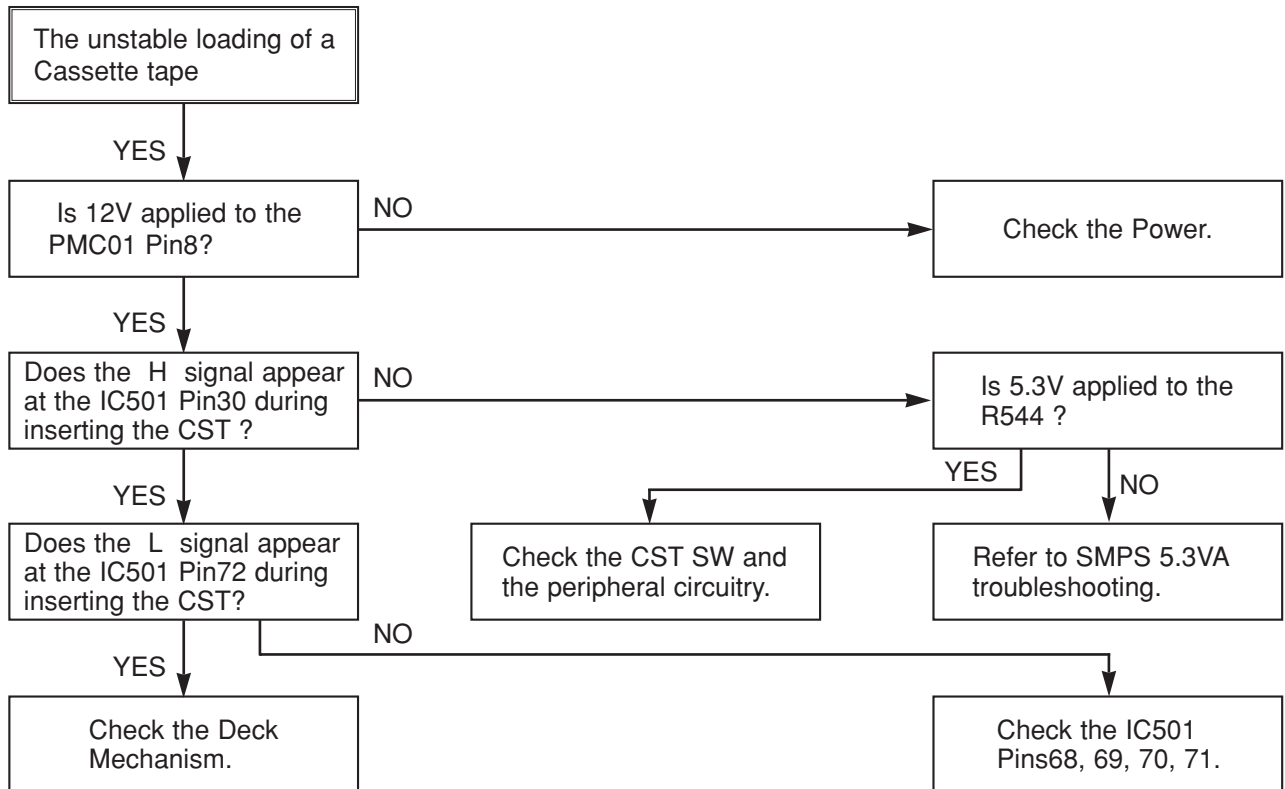 The unstable loading of a
Cassette tape
YES
Is 12V applied to the
PMC01 Pin8?
NO
Check the Power.
YES
Does the H signal appear
at the IC501 Pin30 during
inserting the CST ?
NO
Is 5.3V applied to the
R544 ?
YES
NO
YES
Does the L signal appear
at the IC501 Pin72 during
inserting the CST?
Check the CST SW and
the peripheral circuitry.
Refer to SMPS 5.3VA
troubleshooting.
NO
YES
Check the Deck
Mechanism.
Check the IC501
Pins68, 69, 70, 71.